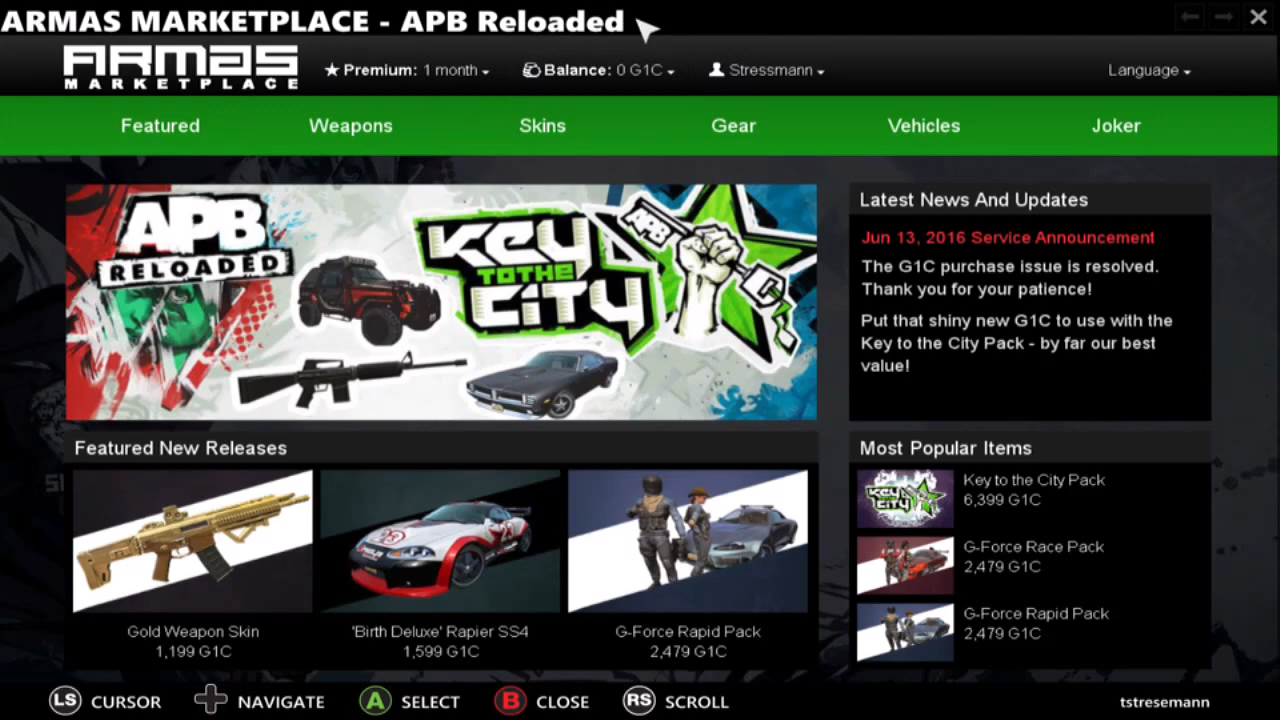 ARMAS MARKETPLACE - APB Reloaded
ARMAS
MARKETPLACE
Premium: 1 month
Balance: 0 G1C
Stressmann
Language
Featured
Weapons
Skins
Gear
Vehicles
Joker
APB
RELOADED
KEY
TO THE
CITY
APB
Latest News And Updates
Jun 13, 2016 Service Announcement
The G1C purchase issue is resolved.
Thank you for your patience!
Put that shiny new G1C to use with the
Key to the City Pack - by far our best
value!
Featured New Releases
Gold Weapon Skin
1,199 G1C
'Birth Deluxe' Rapier SS4
1,599 G1C
G-Force Rapid Pack
2,479 G1C
Most Popular Items
KEY
CITY
Key to the City Pack
6,399 G1C
G-Force Race Pack
2,479 G1C
G-Force Rapid Pack
2,479 G1C
LS CURSOR
NAVIGATE
A SELECT
B CLOSE
RS SCROLL
tstresemann